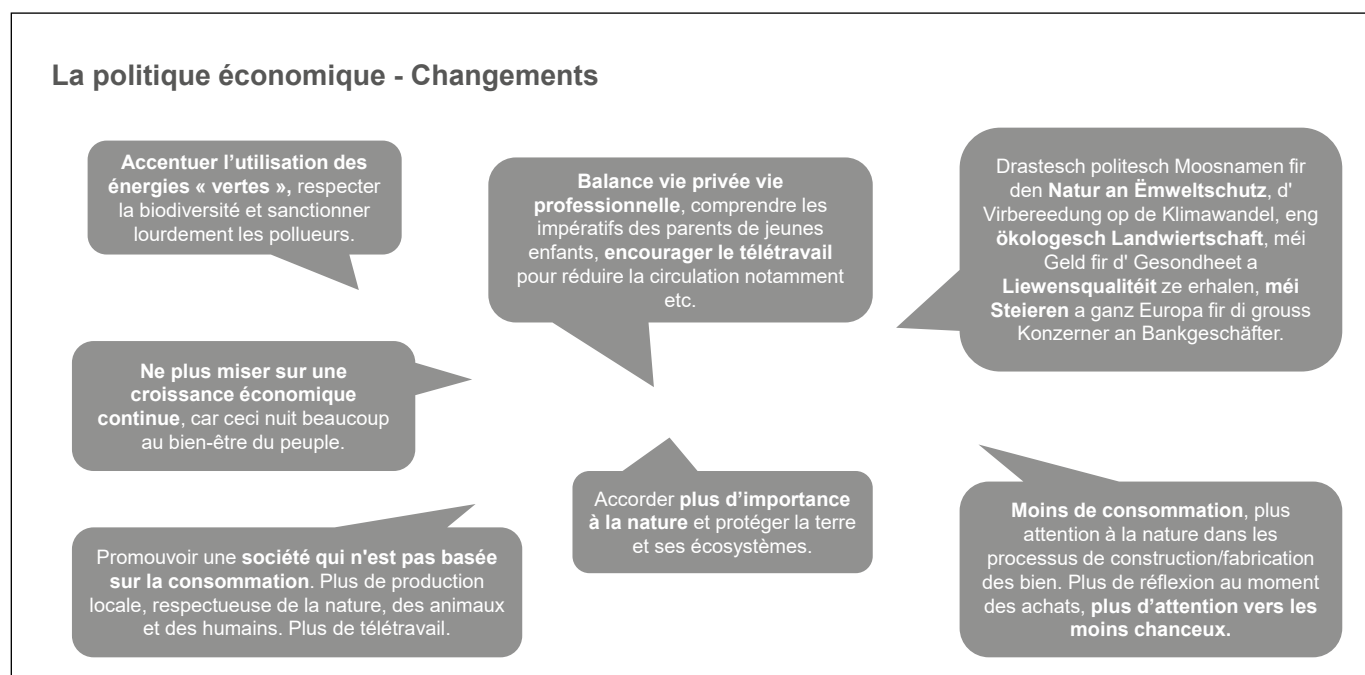 La politique économique - Changements
Accentuer l’utilisation des
énergies « vertes », respecter
la biodiversité et sanctionner
lourdement les pollueurs.
Balance vie privée vie
professionnelle, comprendre les
impératifs des parents de jeunes
enfants, encourager le télétravail
pour réduire la circulation notamment
etc.
Drastesch politesch Moosnamen fir
den Natur an Ëmweltschutz, d'
Virbereedung op de Klimawandel, eng
ökologesch Landwiertschaft, méi
Geld fir d' Gesondheet a
Liewensqualitéit ze erhalen, méi
Steieren a ganz Europa fir di grouss
Konzerner an Bankgeschäfter.
Ne plus miser sur une
croissance économique
continue, car ceci nuit beaucoup
au bien-être du peuple.
Accorder plus d’importance
à la nature et protéger la terre
et ses écosystèmes.
Promouvoir une société qui n'est pas basée
sur la consommation. Plus de production
locale, respectueuse de la nature, des animaux
et des humains. Plus de télétravail.
Moins de consommation, plus
attention à la nature dans les
processus de construction/fabrication
des bien. Plus de réflexion au moment
des achats, plus d’attention vers les
moins chanceux.